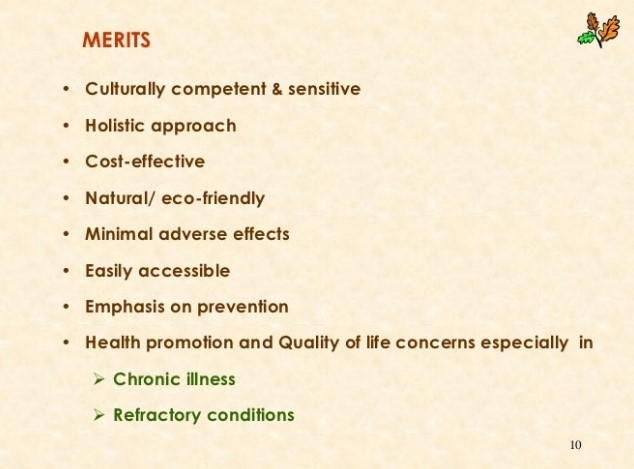 MERITS
• Culturally competent & sensitive
• Holistic approach
• Cost-effective
• Natural/ eco-friendly
• Minimal adverse effects
• Easily accessible
• Emphasis on prevention
• Health promotion and Quality of life concerns especially in
➢ Chronic illness
➢ Refractory conditions
10